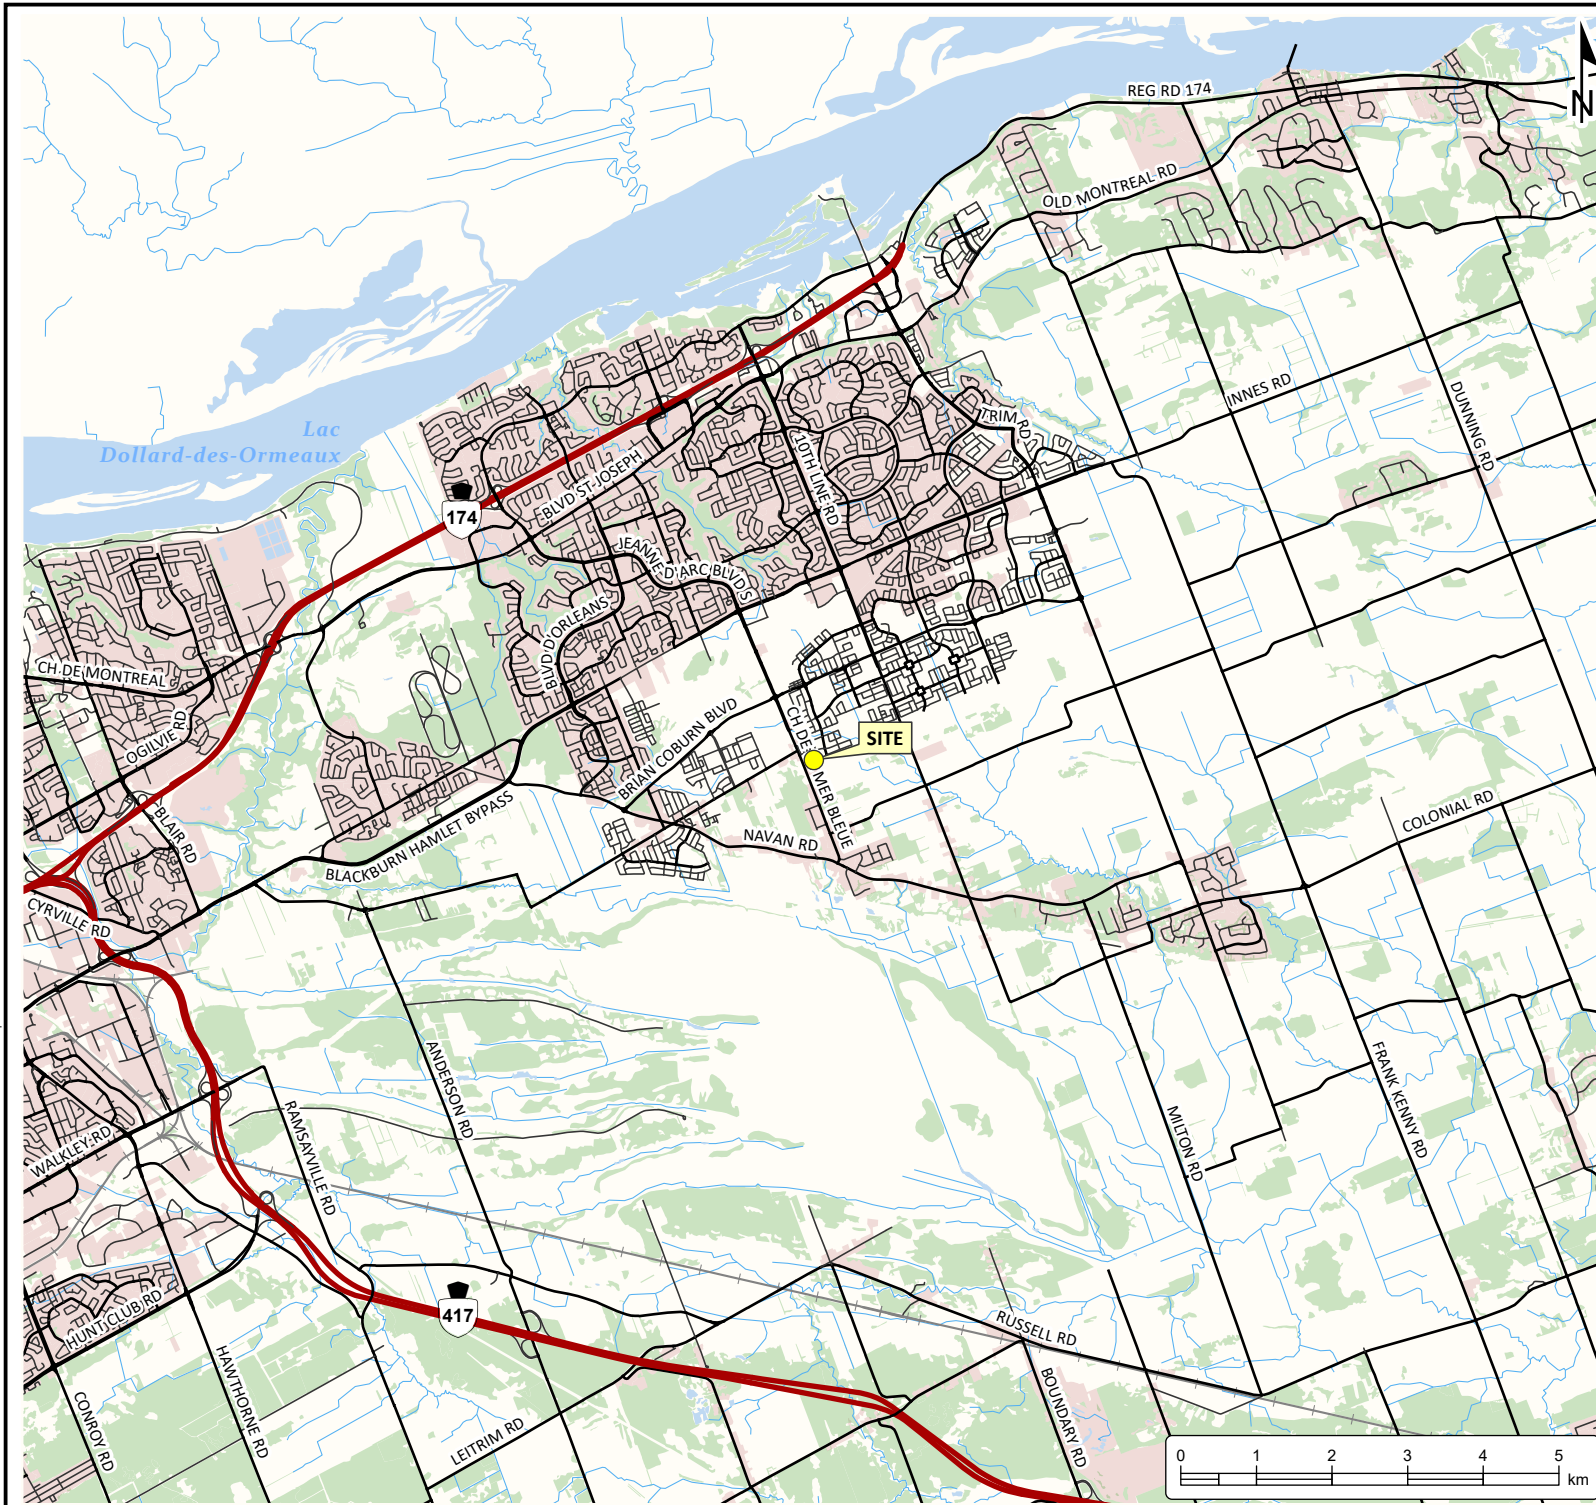 REG RD 174
N
OLD MONTREAL RD
INNES RD
DUNNING RD
Lac
Dollard-des-Ormeaux
TRIM RD
10TH LINE RD
BLVD ST-JOSEPH
174
JEANNE D'ARC BLVD S
BLVD D'ORLEANS
CH DE MONTREAL
OGILVIE RD
BRIAN COBURN BLVD
CH DE MER BLEUE
SITE
BLAIR RD
BLACKBURN HAMLET BYPASS
NAVAN RD
COLONIAL RD
CYRVILLE RD
ANDERSON RD
RAMSAYVILLE RD
WALKLEY RD
MILTON RD
FRANK KENNY RD
HUNT CLUB RD
417
RUSSELL RD
HAWTHORNE RD
CONROY RD
LEITRIM RD
BOUNDARY RD
0 1 2 3 4 5
km